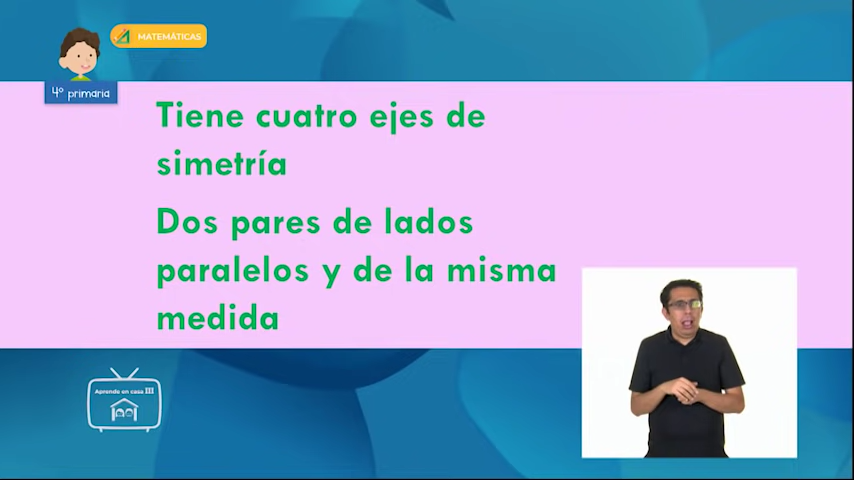 MATEMÁTICAS
4º primaria
Tiene cuatro ejes de
simetría
Dos pares de lados
paralelos y de la misma
medida
Aprende en casa III